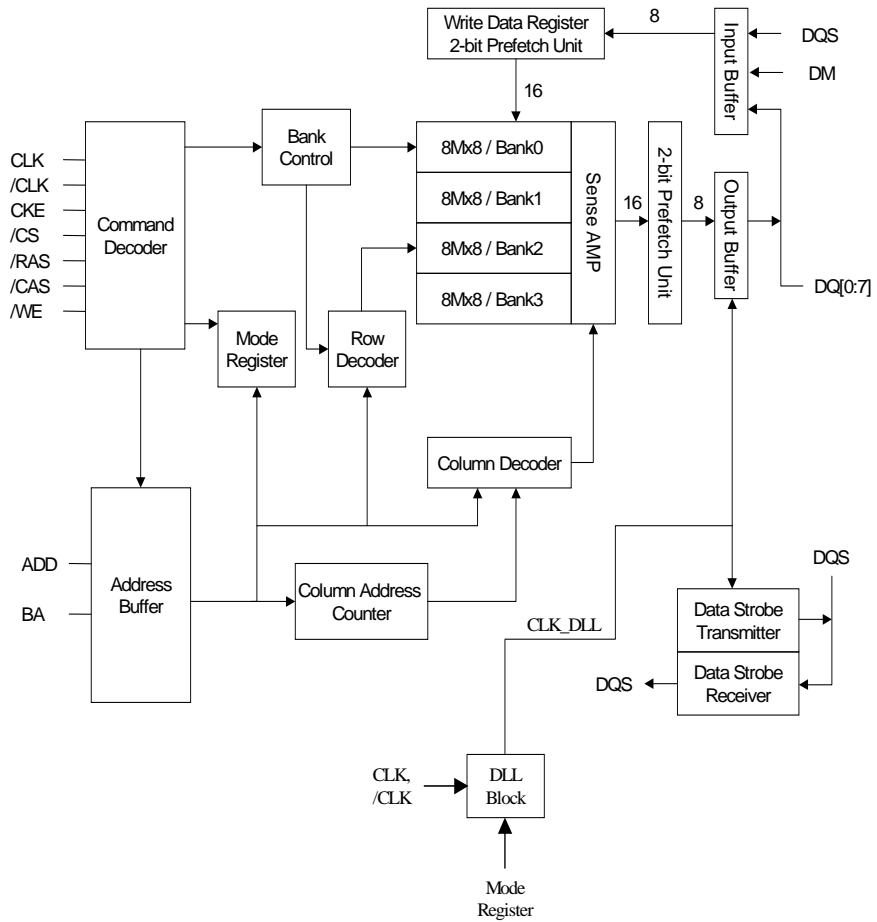 Write Data Register
2-bit Prefetch Unit
8
Input Buffer
DQS
DM
16
Bank
Control
8Mx8 / Bank0
8Mx8 / Bank1
8Mx8 / Bank2
8Mx8 / Bank3
Sense AMP
16
2-bit Prefetch Unit
8
Output Buffer
DQ[0:7]
CLK
/CLK
CKE
/CS
/RAS
/CAS
/WE
Command
Decoder
Mode
Register
Row
Decoder
Column Decoder
ADD
BA
Address
Buffer
Column Address
Counter
CLK_DLL
DQS
Data Strobe
Transmitter
Data Strobe
Receiver
DQS
CLK,
/CLK
DLL
Block
Mode
Register